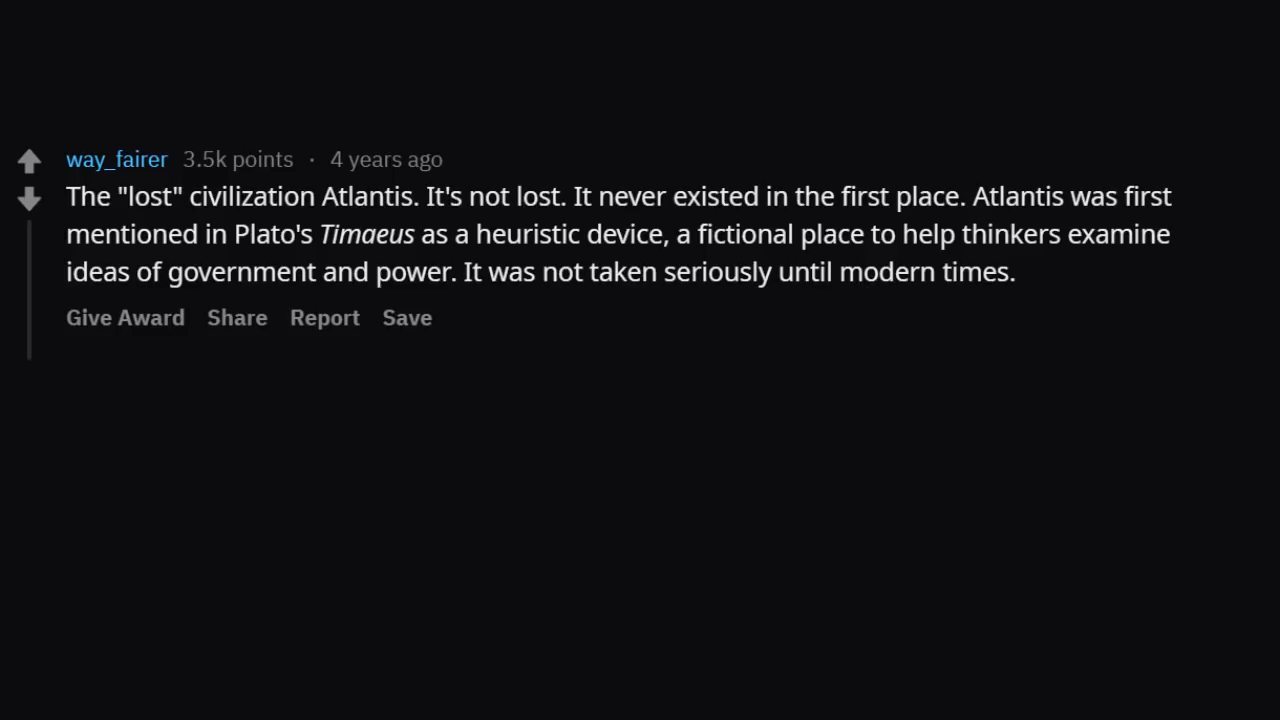 way_fairer 3.5k points · 4 years ago
The "lost" civilization Atlantis. It's not lost. It never existed in the first place. Atlantis was first
mentioned in Plato's Timaeus as a heuristic device, a fictional place to help thinkers examine
ideas of government and power. It was not taken seriously until modern times.
Give Award Share Report Save